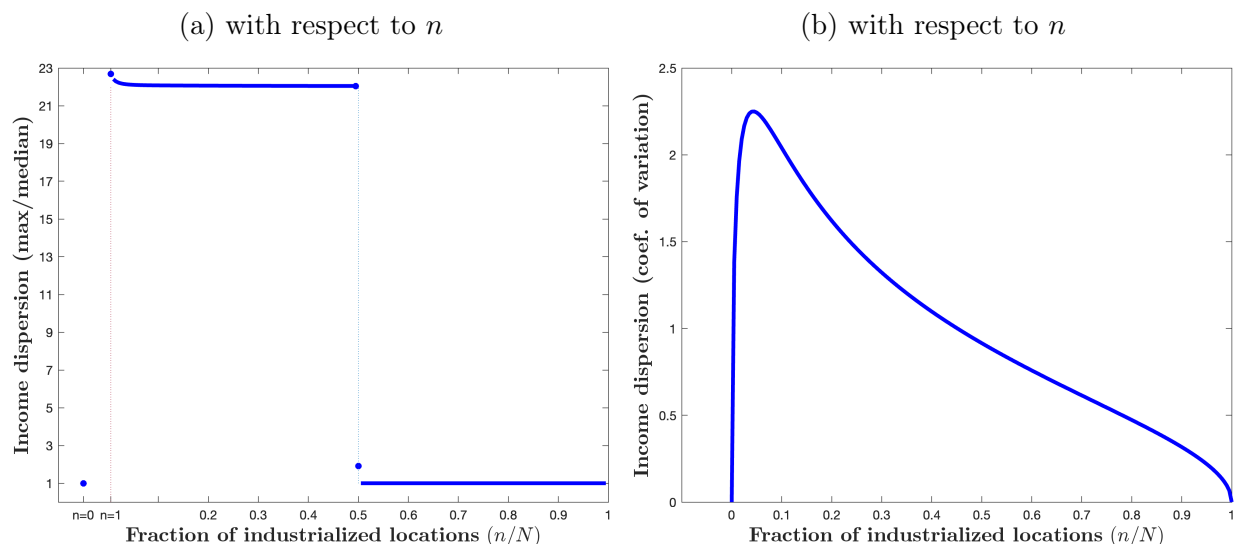 (a) with respect to n
Income dispersion (max/median)
23
21
19
17
15
13
11
9
7
5
3
1
n=0 n=1 0.2 0.3 0.4 0.5 0.6 0.7 0.8 0.9 1
Fraction of industrialized locations (n/N)
(b) with respect to n
Income dispersion (coef. of variation)
2.5
2
1.5
1
0.5
0
0 0.1 0.2 0.3 0.4 0.5 0.6 0.7 0.8 0.9 1
Fraction of industrialized locations (n/N)